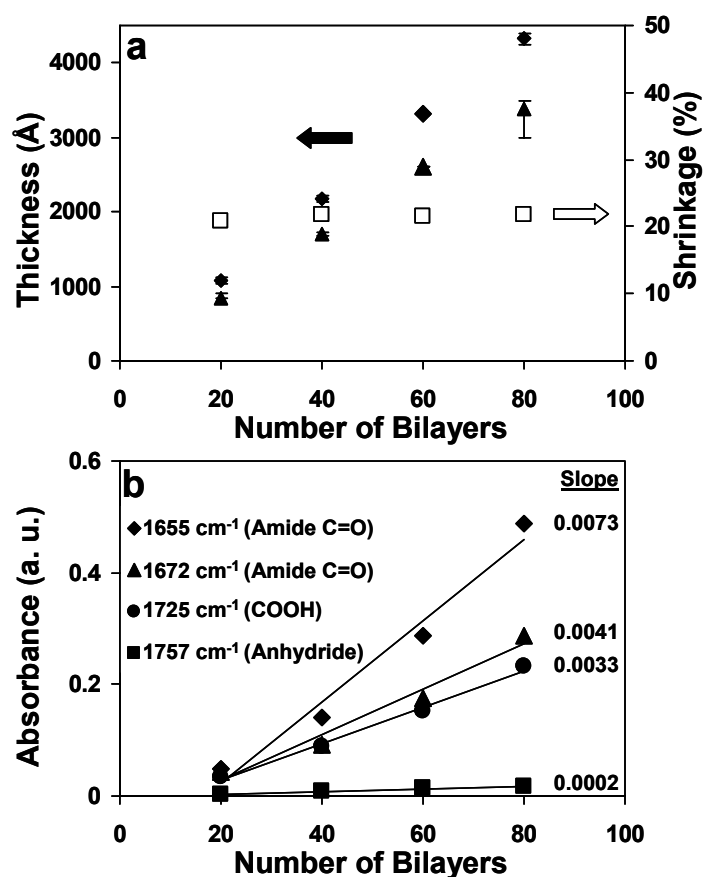 a
50
4000
40
3000
30
2000
20
1000
10
0
0
Thickness (Å)
Shrinkage (%)
0 20 40 60 80 100
Number of Bilayers
0.6
b
Slope
1655 cm-1 (Amide C=O)
0.0073
0.4
1672 cm-1 (Amide C=O)
1725 cm-1 (COOH)
0.0041
1757 cm-1 (Anhydride)
0.0033
0.2
0.0002
0
Absorbance (a. u.)
0 20 40 60 80 100
Number of Bilayers